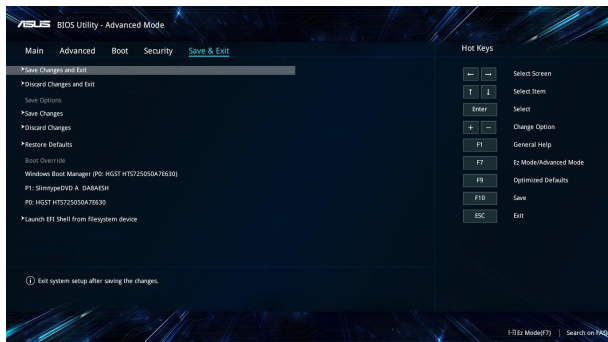 ASUS BIOS Utility - Advanced Mode
Main Advanced Boot Security Save & Exit
Hot Keys
Save Changes and Exit
Discard Changes and Exit
Save Options
Save Changes
Discard Changes
Restore Defaults
Boot Override
Windows Boot Manager (P0: HGST HTS725050A7E630)
P1: SlimtypeDVD A DA8AESH
P0: HGST HTS725050A7E630
Launch EFI Shell from filesystem device
← → Select Screen
↑ ↓ Select Item
Enter Select
+ − Change Option
F1 General Help
F7 Ez Mode/Advanced Mode
F9 Optimized Defaults
F10 Save
ESC Exit
Exit system setup after saving the changes.
Ez Mode(F7) | Search on FAQ